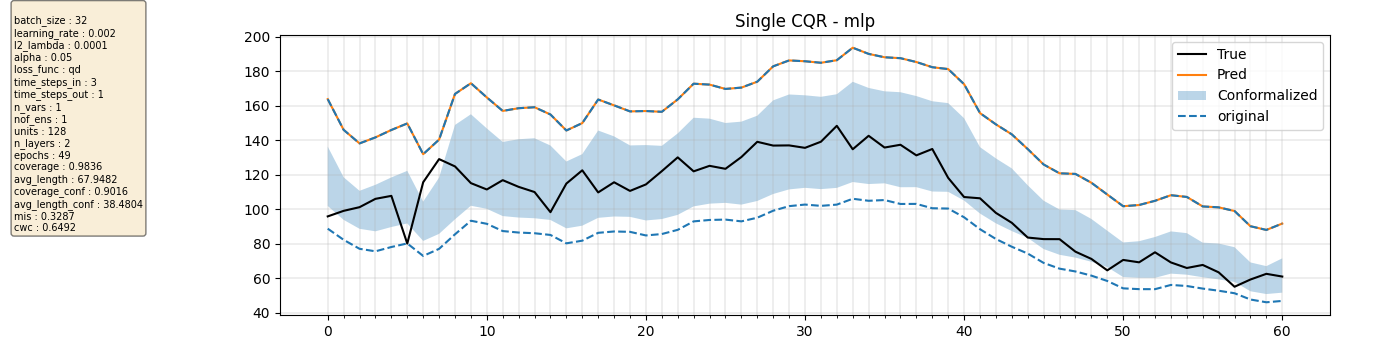 batch_size : 32
learning_rate : 0.002
l2_lambda : 0.0001
alpha : 0.05
loss_func : qd
time_steps_in : 3
time_steps_out : 1
n_vars : 1
nof_ens : 1
units : 128
n_layers : 2
epochs : 49
coverage : 0.9836
avg_length : 67.9482
coverage_conf : 0.9016
avg_length_conf : 38.4804
mis : 0.3287
cwc : 0.6492
Single CQR - mlp
True
Pred
Conformalized
original
200
180
160
140
120
100
80
60
40
0 10 20 30 40 50 60